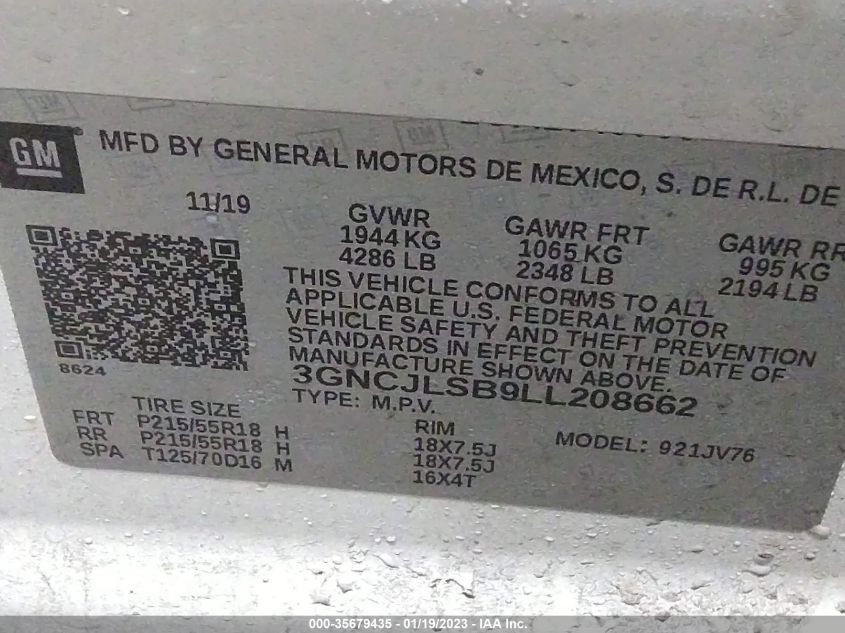 GM
MFD BY GENERAL MOTORS DE MEXICO, S. DE R.L. DE
11/19
GVWR GAWR FRT GAWR RR
1944 KG 1065 KG 995 KG
4286 LB 2348 LB 2194 LB
THIS VEHICLE CONFORMS TO ALL
APPLICABLE U.S. FEDERAL MOTOR
VEHICLE SAFETY AND THEFT PREVENTION
STANDARDS IN EFFECT ON THE DATE OF
MANUFACTURE SHOWN ABOVE.
8624
3GNCJLSB9LL208662
TYPE: M.P.V. MODEL: 921JV76
TIRE SIZE RIM
FRT P215/55R18 H 18X7.5J
RR P215/55R18 H 18X7.5J
SPA T125/70D16 M 16X4T
000-35679435 - 01/19/2023 - IAA Inc.